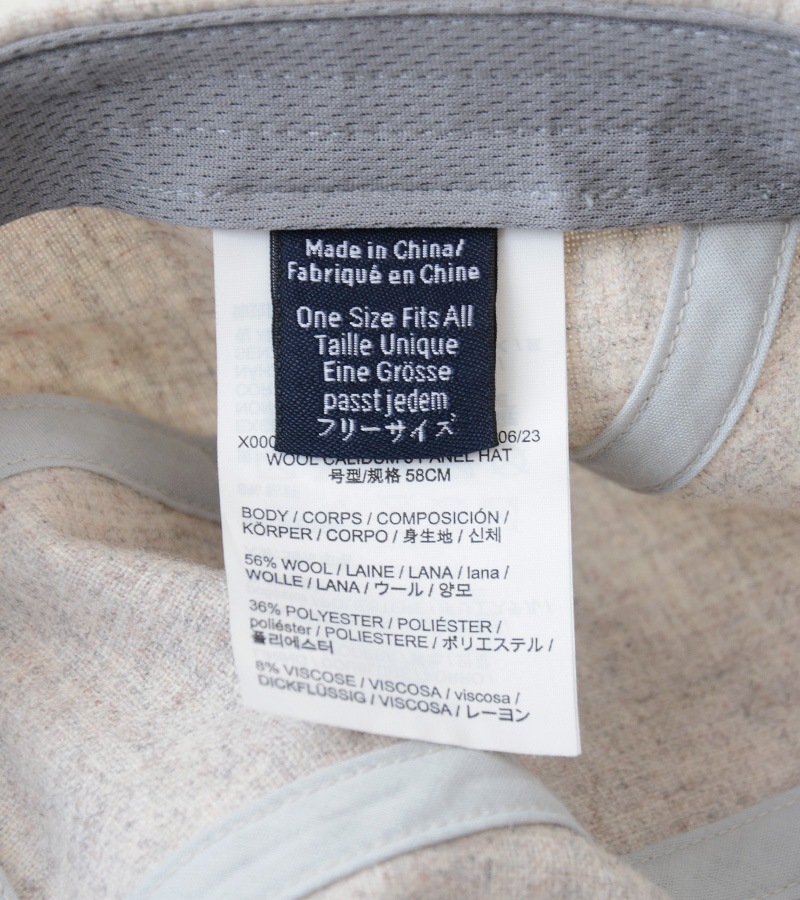 Made in China/
Fabriqué en Chine
One Size Fits All
Taille Unique
Eine Grösse
passt jedem
フリーサイズ
X000 06/23
WOOL CALIDUM 6 PANEL HAT
号型/规格 58CM
BODY / CORPS / COMPOSICIÓN /
KÖRPER / CORPO / 身生地 / 신체
56% WOOL / LAINE / LANA / lana /
WOLLE / LANA / ウール / 양모
36% POLYESTER / POLIÉSTER /
poliéster / POLIESTERE / ポリエステル /
폴리에스터
8% VISCOSE / VISCOSA / viscosa /
DICKFLÜSSIG / VISCOSA / レーヨン